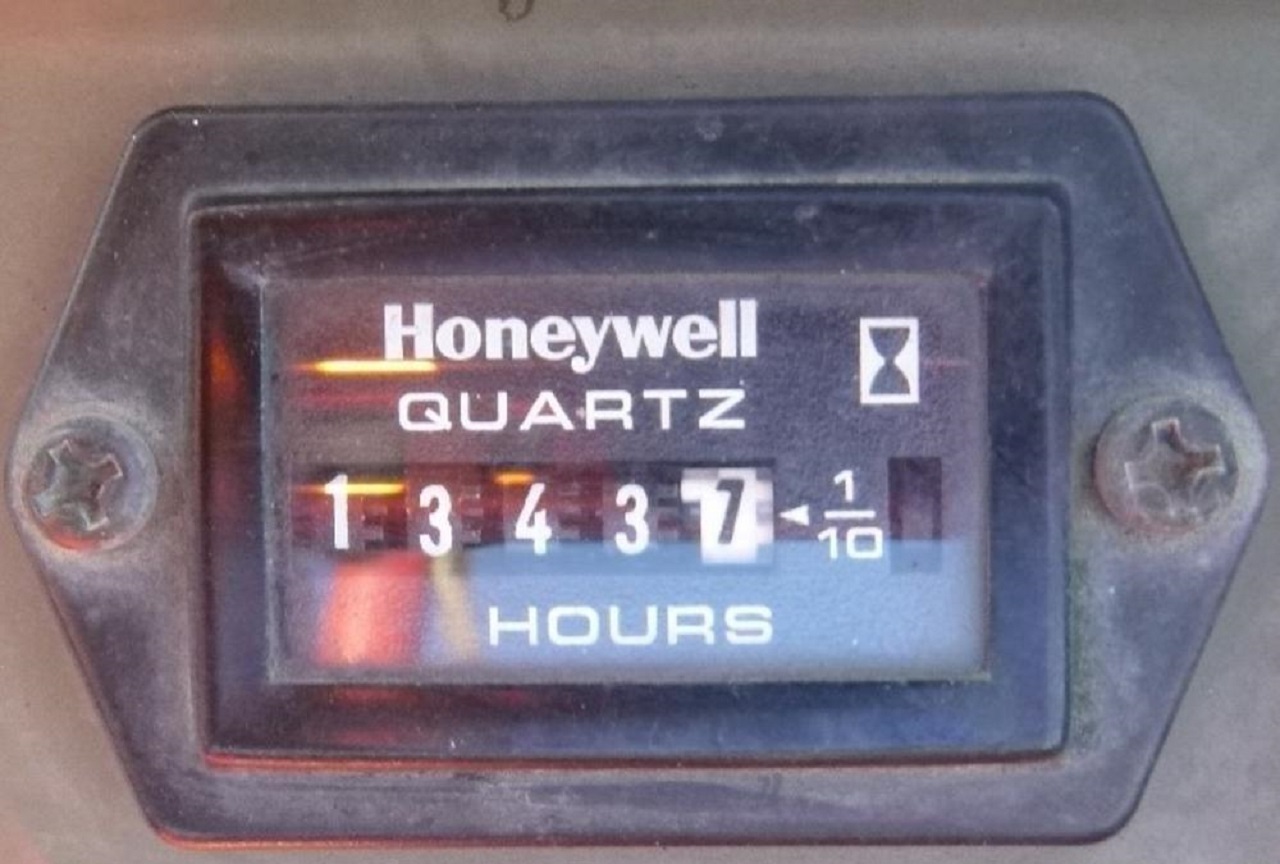 Honeywell
QUARTZ
1 3 4 3 7 ◄ 1/10
HOURS